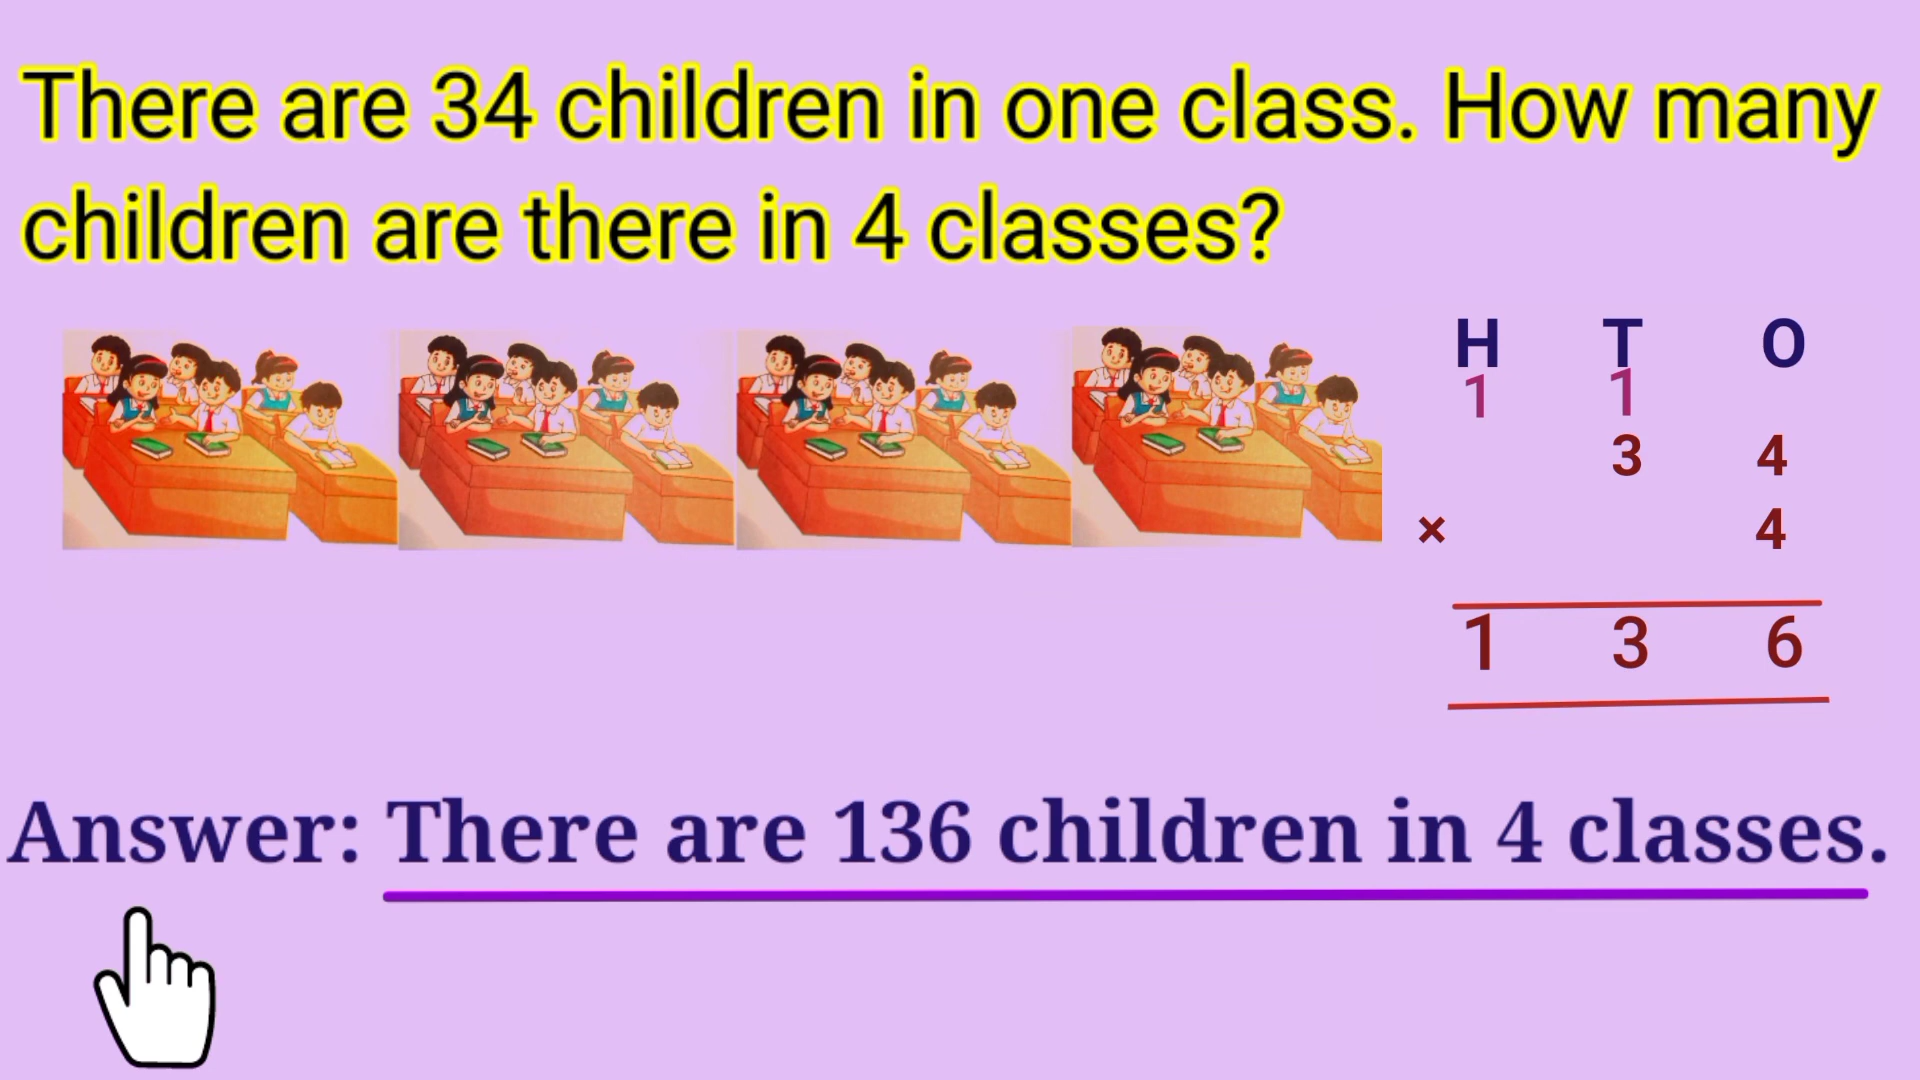 There are 34 children in one class. How many
children are there in 4 classes?
H T O
1 1
3 4
× 4
1 3 6
Answer: There are 136 children in 4 classes.